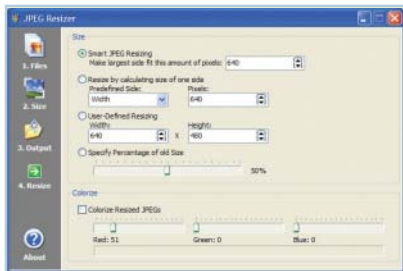 JPEG Resizer
1. Files
2. Size
3. Output
4. Resize
About
Size
Smart JPEG Resizing
Make largest side fit this amount of pixels: 640
Resize by calculating size of one side
Predefined Side: Pixels:
Width 640
User-Defined Resizing
Width: Height:
640 x 480
Specify Percentage of old Size
50%
Colorize
Colorize Resized JPEGs
Red: 51 Green: 0 Blue: 0